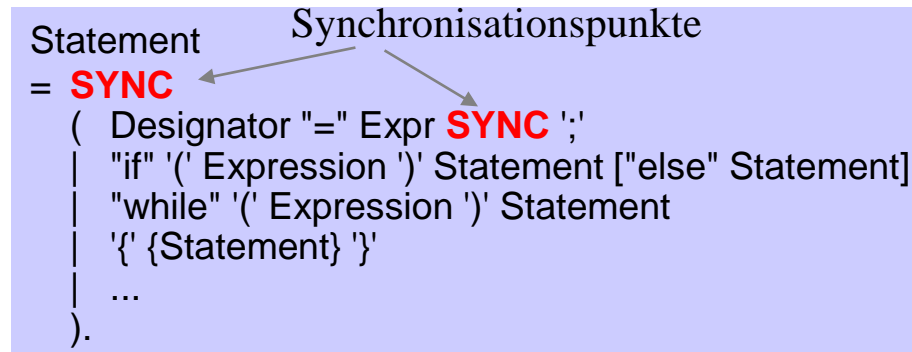 Synchronisationspunkte
Statement
= SYNC
( Designator "=" Expr SYNC ';'
| "if" '(' Expression ')' Statement ["else" Statement]
| "while" '(' Expression ')' Statement
| '{' {Statement} '}'
| ...
).